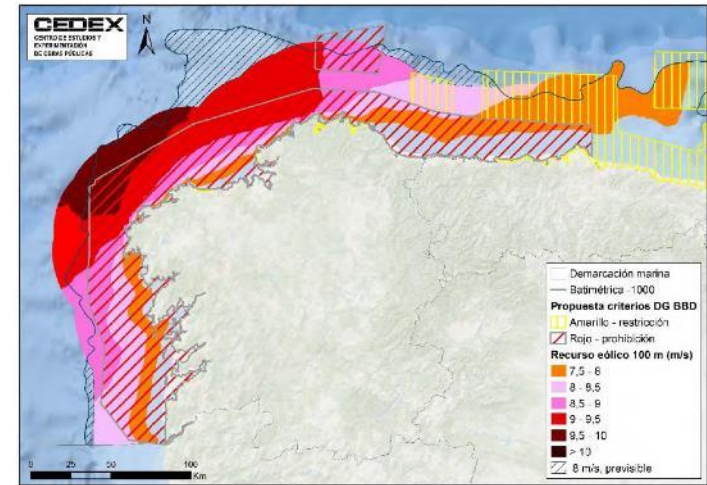 CEDEX
CENTRO DE ESTUDIOS Y
EXPERIMENTACIÓN
DE OBRAS PÚBLICAS
N
Demarcación marina
Batimétrica -1000
Propuesta criterios DG BBD
Amarillo - restricción
Rojo - prohibición
Recurso eólico 100 m (m/s)
7,5 - 8
8 - 8,5
8,5 - 9
9 - 9,5
9,5 - 10
> 10
8 m/s, previsible
0 25 50 100
Km